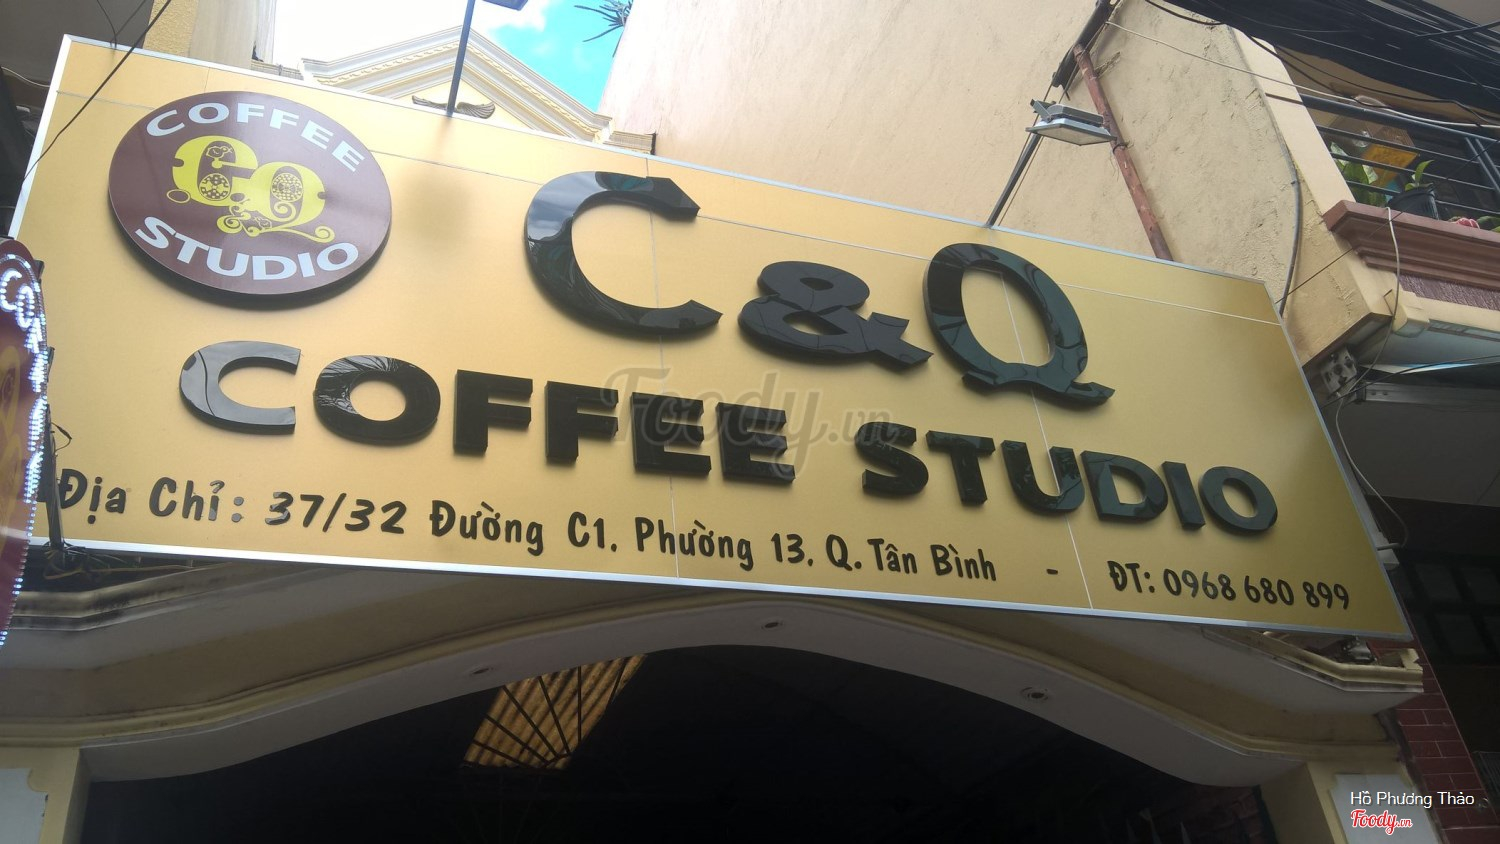 COFFEE
CQ
STUDIO
C&Q
COFFEE STUDIO
Địa Chỉ: 37/32 Đường C1, Phường 13, Q. Tân Bình - ĐT: 0968 680 899
Foody.vn
Hồ Phương Thảo
Foody.vn